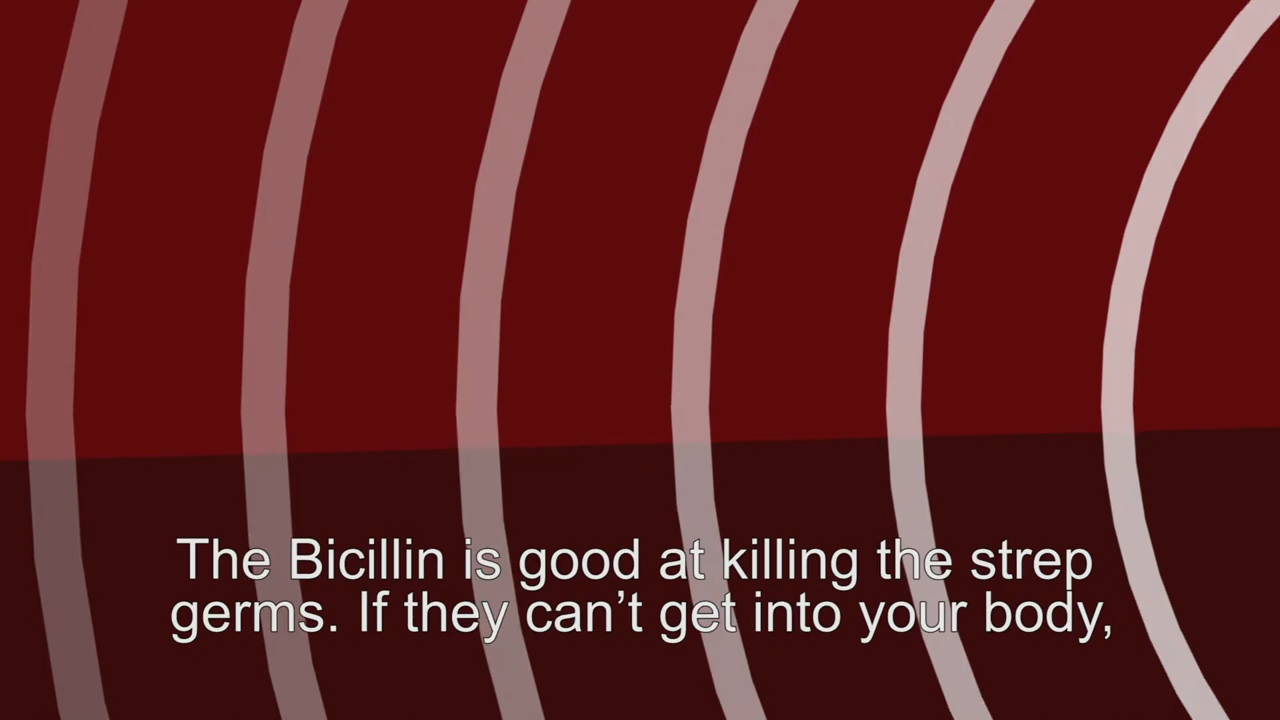 The Bicillin is good at killing the strep
germs. If they can’t get into your body,